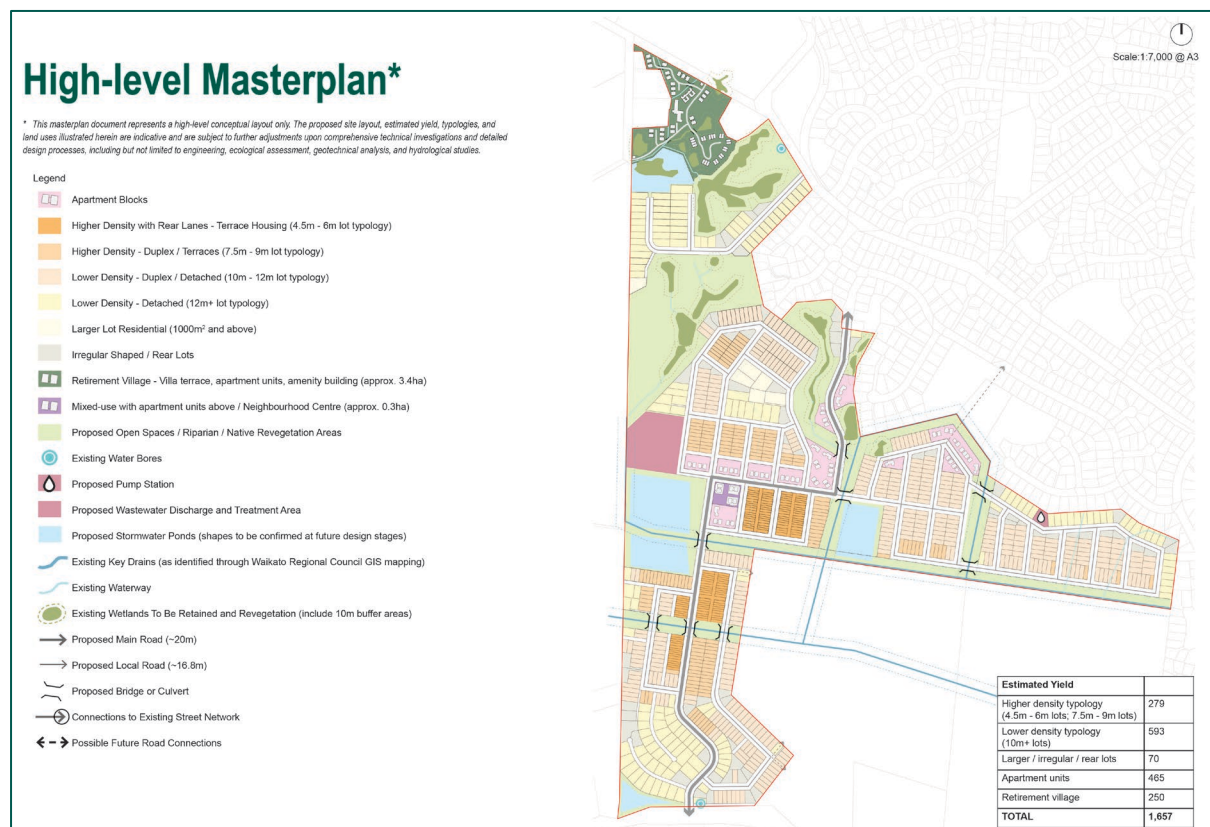 High-level Masterplan*
* This masterplan document represents a high-level conceptual layout only. The proposed site layout, estimated yield, typologies, and
land uses illustrated herein are indicative and are subject to further adjustments upon comprehensive technical investigations and detailed
design processes, including but not limited to engineering, ecological assessment, geotechnical analysis, and hydrological studies.
Legend
Apartment Blocks
Higher Density with Rear Lanes - Terrace Housing (4.5m - 6m lot typology)
Higher Density - Duplex / Terraces (7.5m - 9m lot typology)
Lower Density - Duplex / Detached (10m - 12m lot typology)
Lower Density - Detached (12m+ lot typology)
Larger Lot Residential (1000m² and above)
Irregular Shaped / Rear Lots
Retirement Village - Villa terrace, apartment units, amenity building (approx. 3.4ha)
Mixed-use with apartment units above / Neighbourhood Centre (approx. 0.3ha)
Proposed Open Spaces / Riparian / Native Revegetation Areas
Existing Water Bores
Proposed Pump Station
Proposed Wastewater Discharge and Treatment Area
Proposed Stormwater Ponds (shapes to be confirmed at future design stages)
Existing Key Drains (as identified through Waikato Regional Council GIS mapping)
Existing Waterway
Existing Wetlands To Be Retained and Revegetation (include 10m buffer areas)
Proposed Main Road (~20m)
Proposed Local Road (~16.8m)
Proposed Bridge or Culvert
Connections to Existing Street Network
Possible Future Road Connections
Scale:1:7,000 @ A3
Estimated Yield
Higher density typology 279
(4.5m - 6m lots; 7.5m - 9m lots)
Lower density typology 593
(10m+ lots)
Larger / irregular / rear lots 70
Apartment units 465
Retirement village 250
TOTAL 1,657